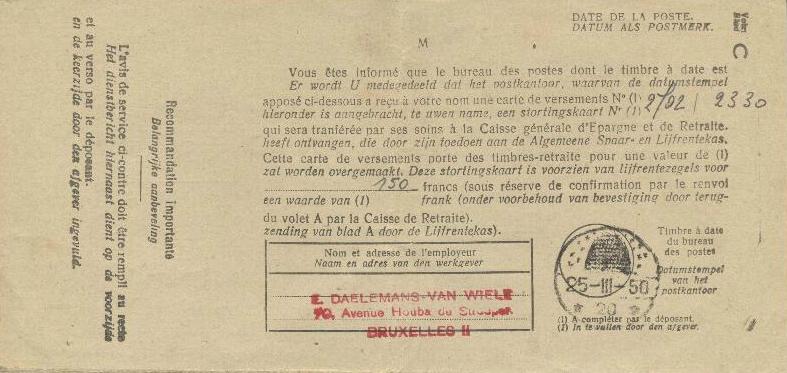 DATE DE LA POSTE.
DATUM ALS POSTMERK.
Volet
Blad
C
M
Vous êtes informé que le bureau des postes dont le timbre à date est
Er wordt U medegedeeld dat het postkantoor, waarvan de datumstempel
apposé ci-dessous a reçu à votre nom une carte de versements Nº (1) 2/02 / 2330
hieronder is aangebracht, te uwen name, een stortingskaart Nº (1)
qui sera tranférée par ses soins à la Caisse générale d'Epargne et de Retraite.
heeft ontvangen, die door zijn toedoen aan de Algemeene Spaar- en Lijfrentekas,
Cette carte de versements porte des timbres-retraite pour une valeur de (1)
zal worden overgemaakt. Deze stortingskaart is voorzien van lijfrentezegels voor
150 francs (sous réserve de confirmation par le renvoi
een waarde van (1) frank (onder voorbehoud van bevestiging door terug-
du volet A par la Caisse de Retraite).
zending van blad A door de Lijfrentekas).
Nom et adresse de l'employeur
Naam en adres van den werkgever
E. DAELEMANS-VAN WIELE
70, Avenue Houba de Strooper
BRUXELLES II
25-III-50
20
Timbre à date
du bureau
des postes
Datumstempel
van het
postkantoor
(1) A compléter par le déposant.
(1) In te vullen door den afgever.
Recommandation importante
Belangrijke aanbeveling
L'avis de service ci-contre doit être rempli au recto
Het dienstbericht hiernaast dient op de voorzijde
et au verso par le déposant.
en de keerzijde door den afgever ingevuld.